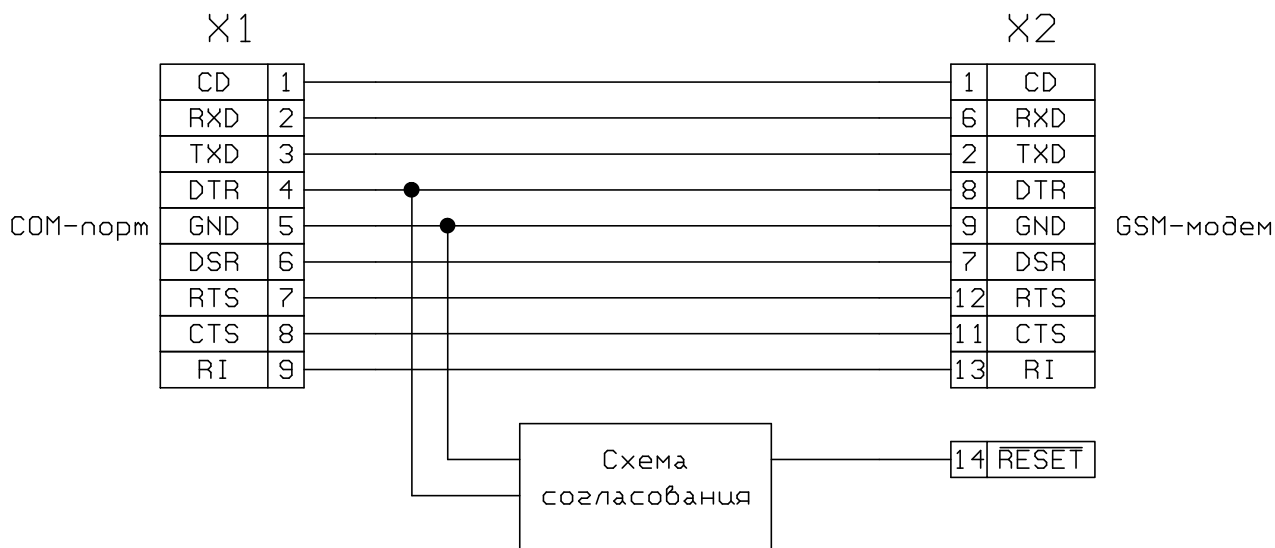 X1 X2
CD 1 1 CD
RXD 2 6 RXD
TXD 3 2 TXD
DTR 4 8 DTR
COM-порт GND 5 9 GND GSM-модем
DSR 6 7 DSR
RTS 7 12 RTS
CTS 8 11 CTS
RI 9 13 RI
Схема 14 RESET
согласования